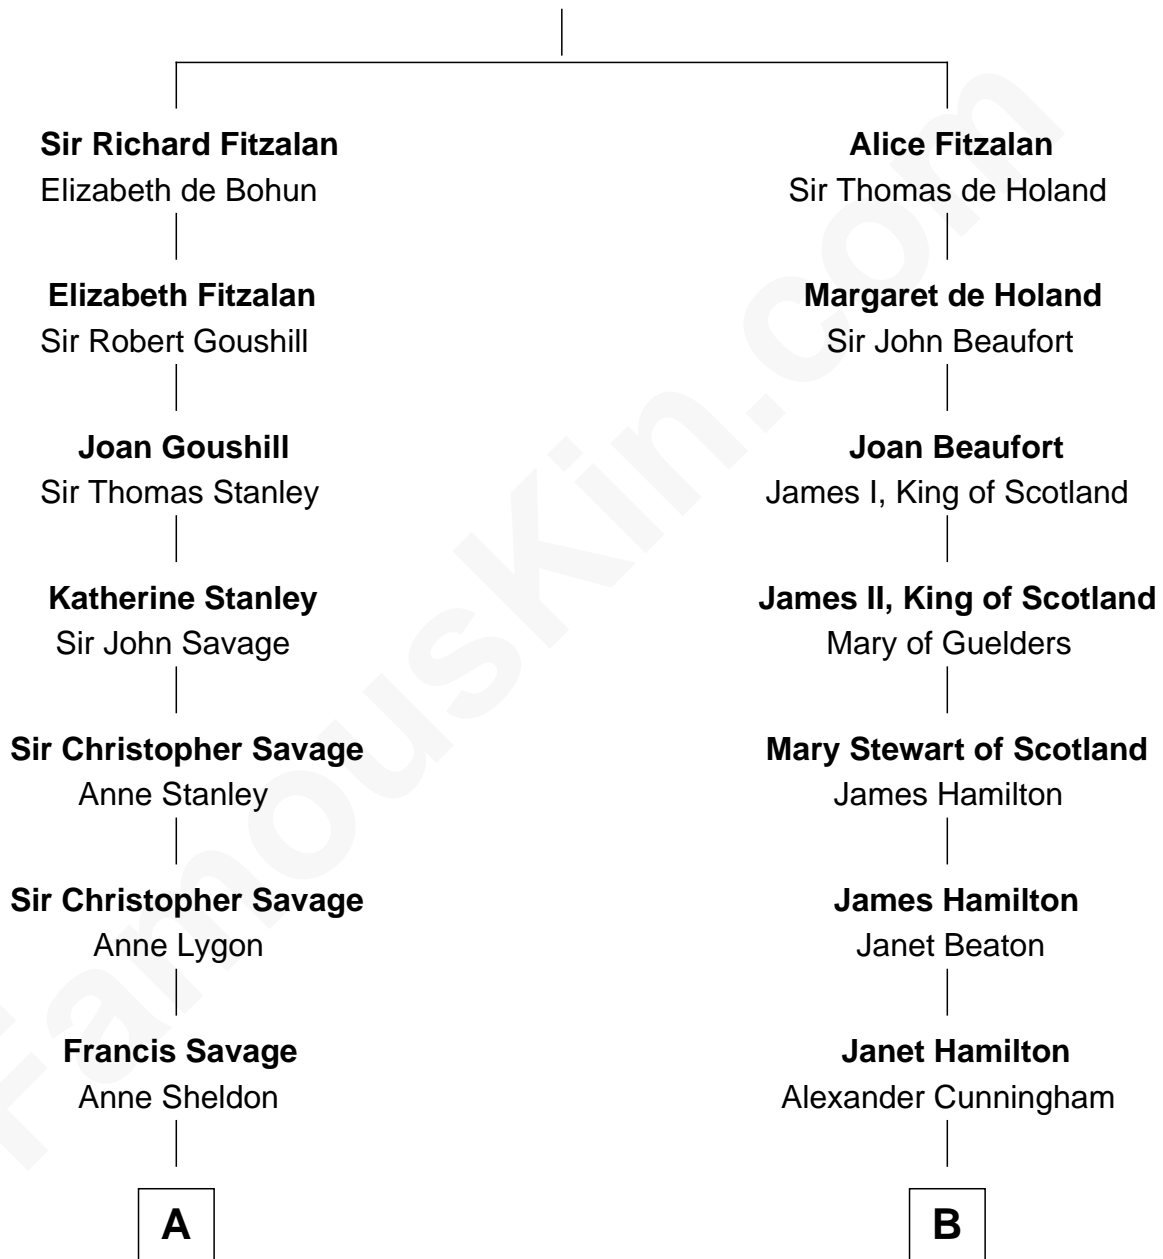 Sir Richard Fitzalan
Elizabeth de Bohun
Alice Fitzalan
Sir Thomas de Holand
Elizabeth Fitzalan
Sir Robert Goushill
Margaret de Holand
Sir John Beaufort
Joan Goushill
Sir Thomas Stanley
Joan Beaufort
James I, King of Scotland
Katherine Stanley
Sir John Savage
James II, King of Scotland
Mary of Guelders
Sir Christopher Savage
Anne Stanley
Mary Stewart of Scotland
James Hamilton
Sir Christopher Savage
Anne Lygon
James Hamilton
Janet Beaton
Francis Savage
Anne Sheldon
Janet Hamilton
Alexander Cunningham
A
B
FamousKin.com